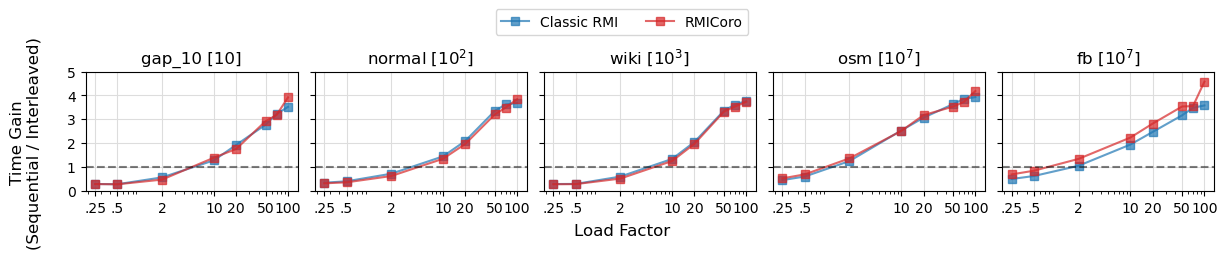 Classic RMI RMICoro
gap_10 [10] normal [10²] wiki [10³] osm [10⁷] fb [10⁷]
Time Gain
(Sequential / Interleaved)
5
4
3
2
1
0
.25 .5 2 10 20 50 100 .25 .5 2 10 20 50 100 .25 .5 2 10 20 50 100 .25 .5 2 10 20 50 100 .25 .5 2 10 20 50 100
Load Factor